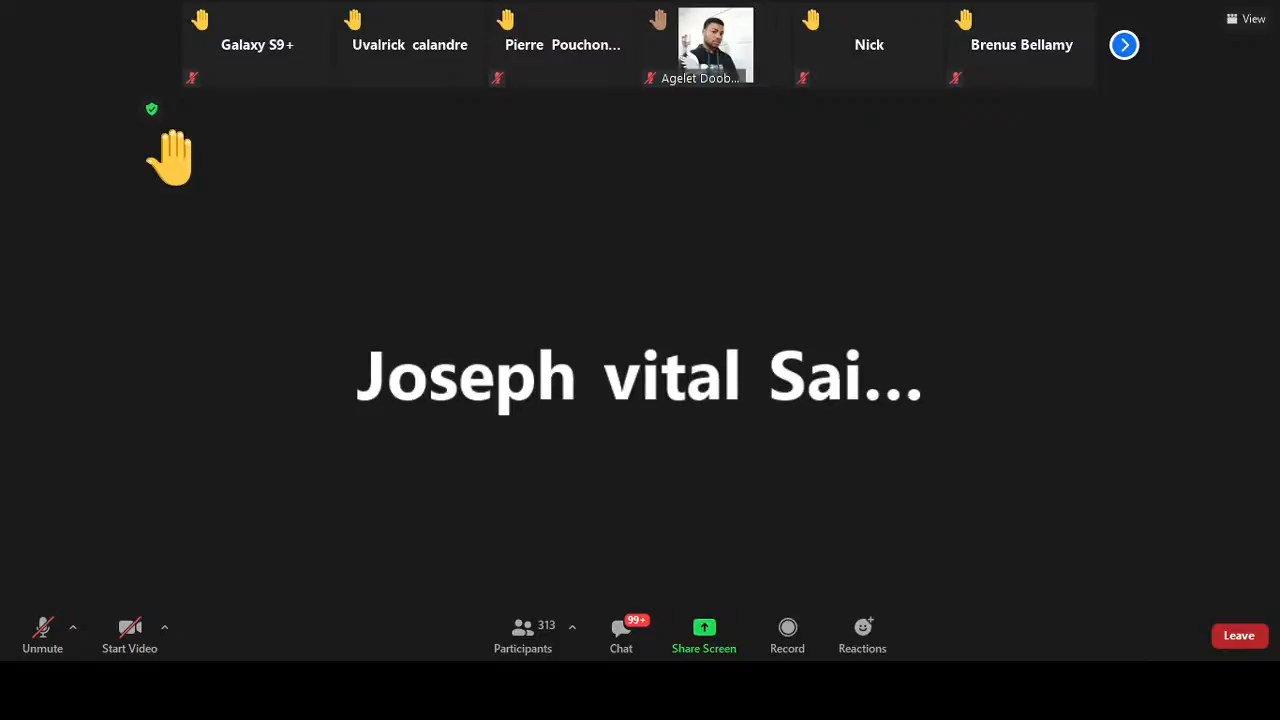 View
Galaxy S9+
Uvalrick calandre
Pierre Pouchon...
Agelet Doob...
Nick
Brenus Bellamy
Joseph vital Sai...
Unmute
Start Video
313
Participants
99+
Chat
Share Screen
Record
Reactions
Leave